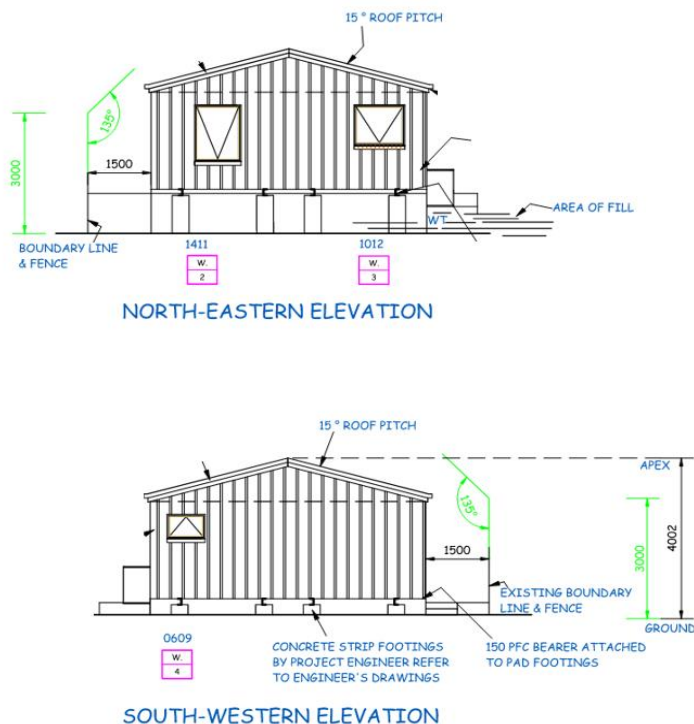 15 ° ROOF PITCH
135°
3000
1500
BOUNDARY LINE
& FENCE
WT
AREA OF FILL
1411
W.
2
1012
W.
3
NORTH-EASTERN ELEVATION
15 ° ROOF PITCH
APEX
135°
4002
3000
1500
EXISTING BOUNDARY
LINE & FENCE
GROUND
0609
W.
4
CONCRETE STRIP FOOTINGS
BY PROJECT ENGINEER REFER
TO ENGINEER'S DRAWINGS
150 PFC BEARER ATTACHED
TO PAD FOOTINGS
SOUTH-WESTERN ELEVATION